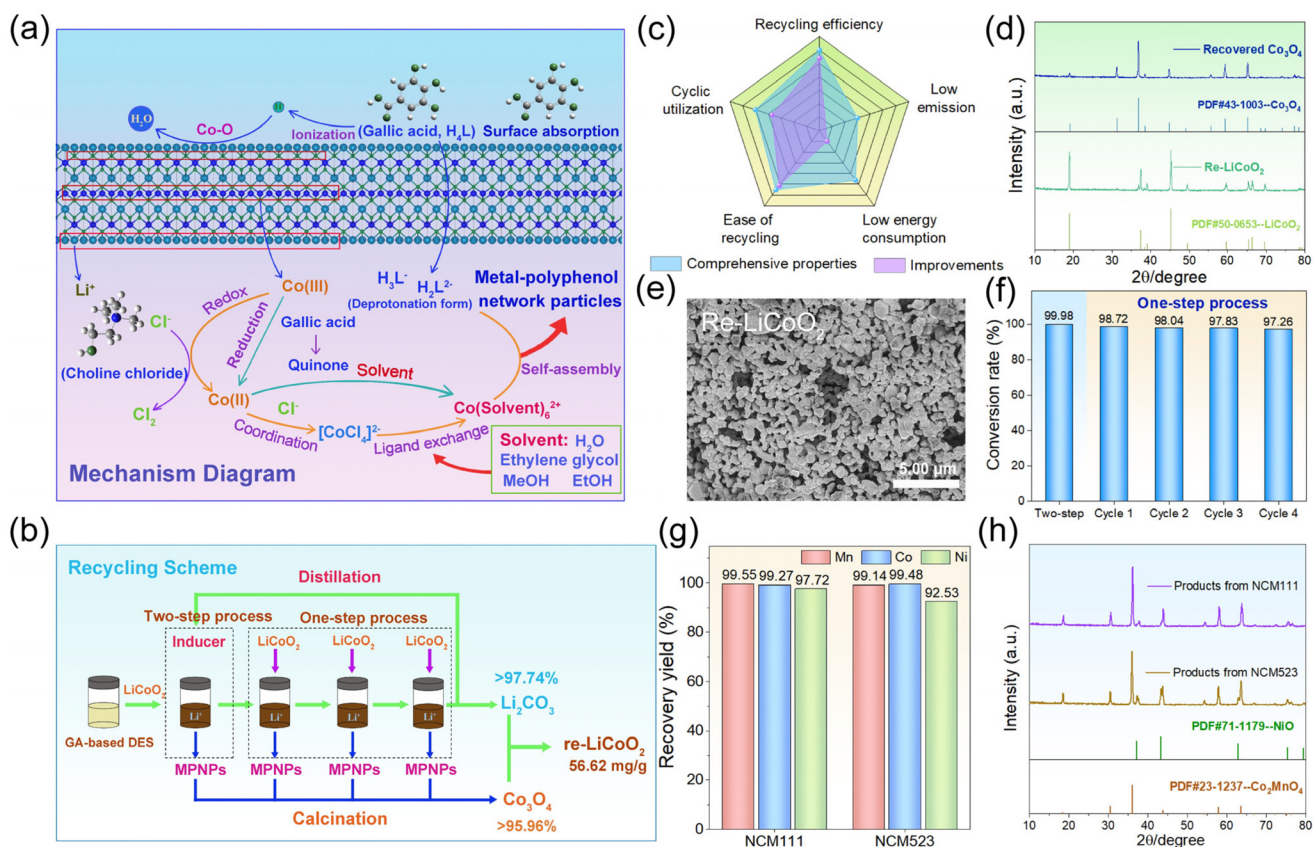 (a)
H₂O
H
Co-O
Ionization
(Gallic acid, H₄L)
Surface absorption
Li⁺
Cl⁻
(Choline chloride)
Cl₂
Redox
Reduction
Co(III)
Gallic acid
Quinone
H₃L⁻
H₂L²⁻
(Deprotonation form)
Metal-polyphenol
network particles
Self-assembly
Solvent
Co(II)
Cl⁻
Coordination
[CoCl₄]²⁻
Ligand exchange
Co(Solvent)₆²⁺
Solvent: H₂O
Ethylene glycol
MeOH EtOH
Mechanism Diagram
(b)
Recycling Scheme
Distillation
Two-step process
One-step process
Inducer
LiCoO₂
LiCoO₂
LiCoO₂
LiCoO₂
GA-based DES
Li⁺
Li⁺
Li⁺
Li⁺
MPNPs
MPNPs
MPNPs
MPNPs
Calcination
>97.74%
Li₂CO₃
re-LiCoO₂
56.62 mg/g
Co₃O₄
>95.96%
(c)
Recycling efficiency
Cyclic
utilization
Low
emission
Ease of
recycling
Low energy
consumption
Comprehensive properties
Improvements
(d)
Intensity (a.u.)
Recovered Co₃O₄
PDF#43-1003--Co₃O₄
Re-LiCoO₂
PDF#50-0653--LiCoO₂
10 20 30 40 50 60 70 80
2θ/degree
(e)
Re-LiCoO₂
5.00 μm
(f)
Conversion rate (%)
One-step process
100
80
60
40
20
0
99.98
98.72
98.04
97.83
97.26
Two-step
Cycle 1
Cycle 2
Cycle 3
Cycle 4
(g)
Recovery yield (%)
Mn
Co
Ni
100
80
60
40
20
0
99.55
99.27
97.72
99.14
99.48
92.53
NCM111
NCM523
(h)
Intensity (a.u.)
Products from NCM111
Products from NCM523
PDF#71-1179--NiO
PDF#23-1237--Co₂MnO₄
10 20 30 40 50 60 70 80
2θ/degree